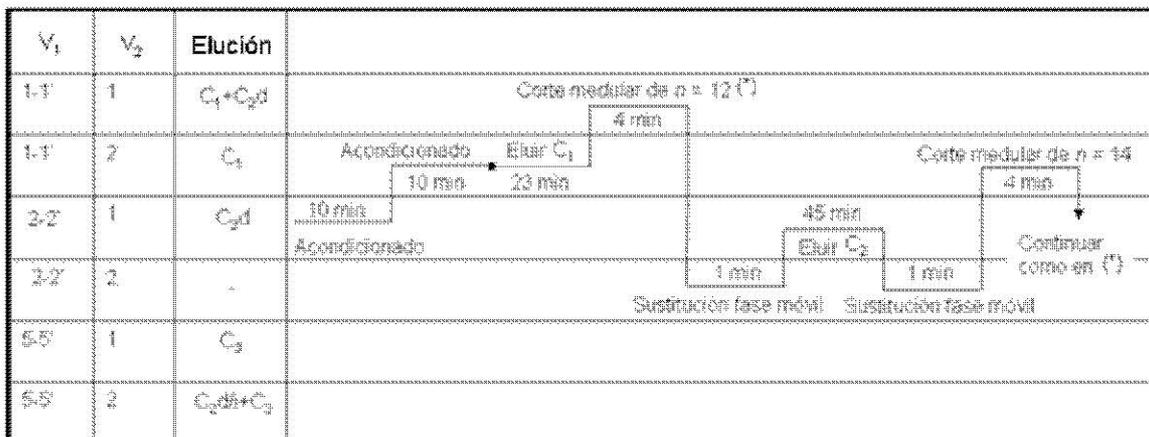 V₁ V₂ Elución
1-1' 1 C₁+C₂d Corte medular de n = 12 (*)
4 min
1-1' 2 C₁ Acondicionado Eluir C₁ Corte medular de n = 14
10 min 23 min 4 min
2-2' 1 C₂d 10 min 45 min
Acondicionado Eluir C₂ Continuar
2-2' 2 - 1 min 1 min como en (*)
Sustitución fase móvil Sustitución fase móvil
5-5' 1 C₃
5-5' 2